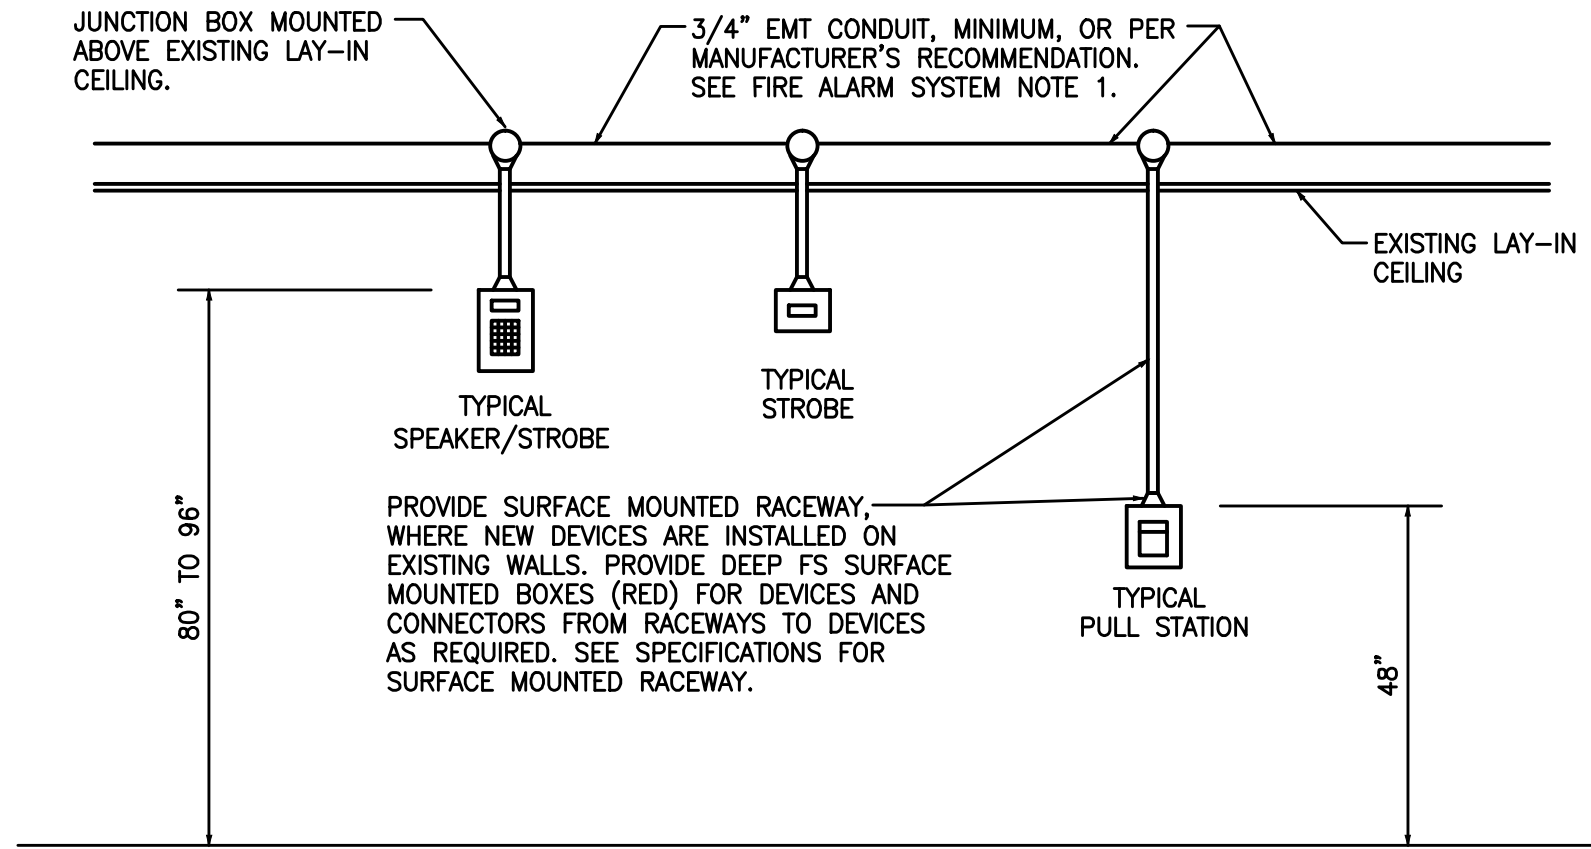 JUNCTION BOX MOUNTED
ABOVE EXISTING LAY-IN
CEILING.
3/4" EMT CONDUIT, MINIMUM, OR PER
MANUFACTURER'S RECOMMENDATION.
SEE FIRE ALARM SYSTEM NOTE 1.
EXISTING LAY-IN
CEILING
TYPICAL
SPEAKER/STROBE
TYPICAL
STROBE
80" TO 96"
PROVIDE SURFACE MOUNTED RACEWAY,
WHERE NEW DEVICES ARE INSTALLED ON
EXISTING WALLS. PROVIDE DEEP FS SURFACE
MOUNTED BOXES (RED) FOR DEVICES AND
CONNECTORS FROM RACEWAYS TO DEVICES
AS REQUIRED. SEE SPECIFICATIONS FOR
SURFACE MOUNTED RACEWAY.
TYPICAL
PULL STATION
48"